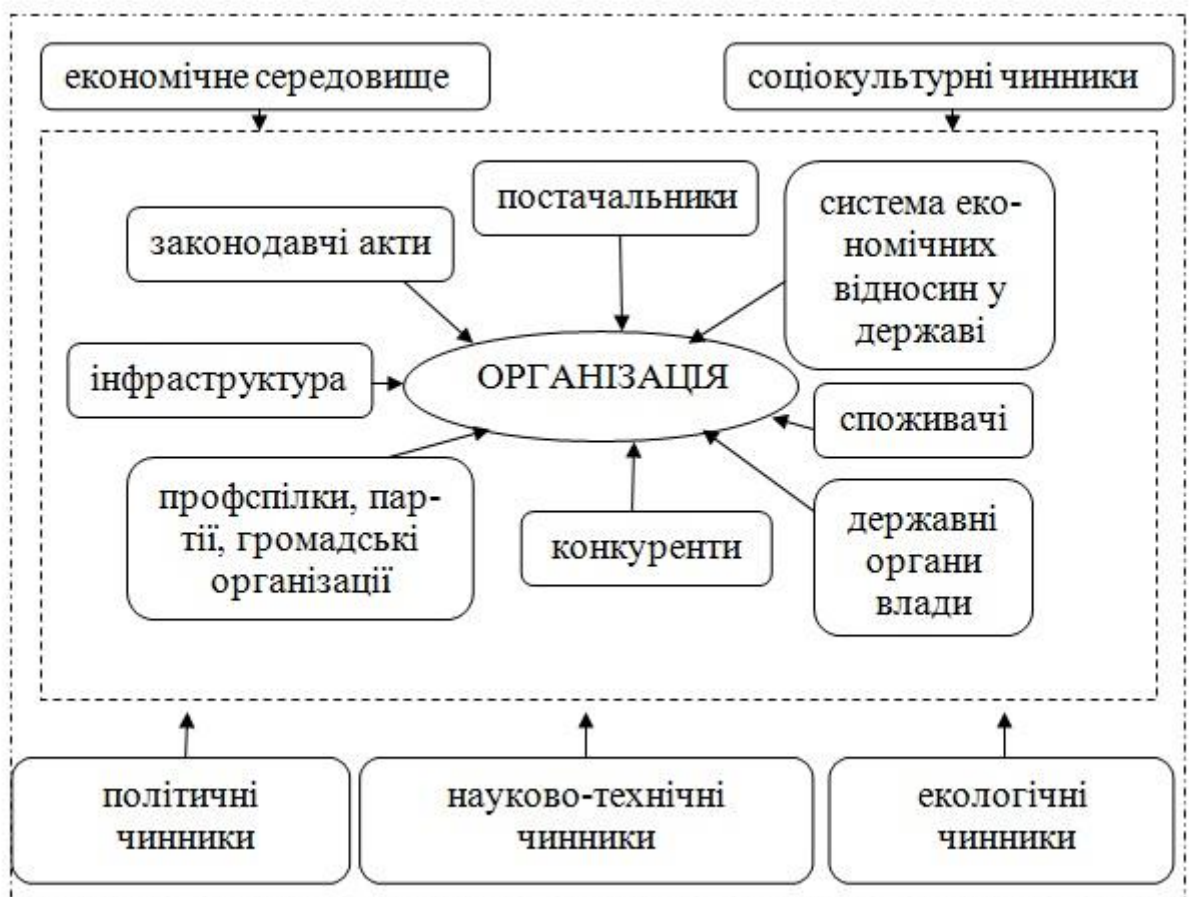 економічне середовище
соціокультурні чинники
постачальники
законодавчі акти
система еко-
номічних
відносин у
державі
інфраструктура
ОРГАНІЗАЦІЯ
споживачі
профспілки, пар-
тії, громадські
організації
конкуренти
державні
органи
влади
політичні
чинники
науково-технічні
чинники
екологічні
чинники